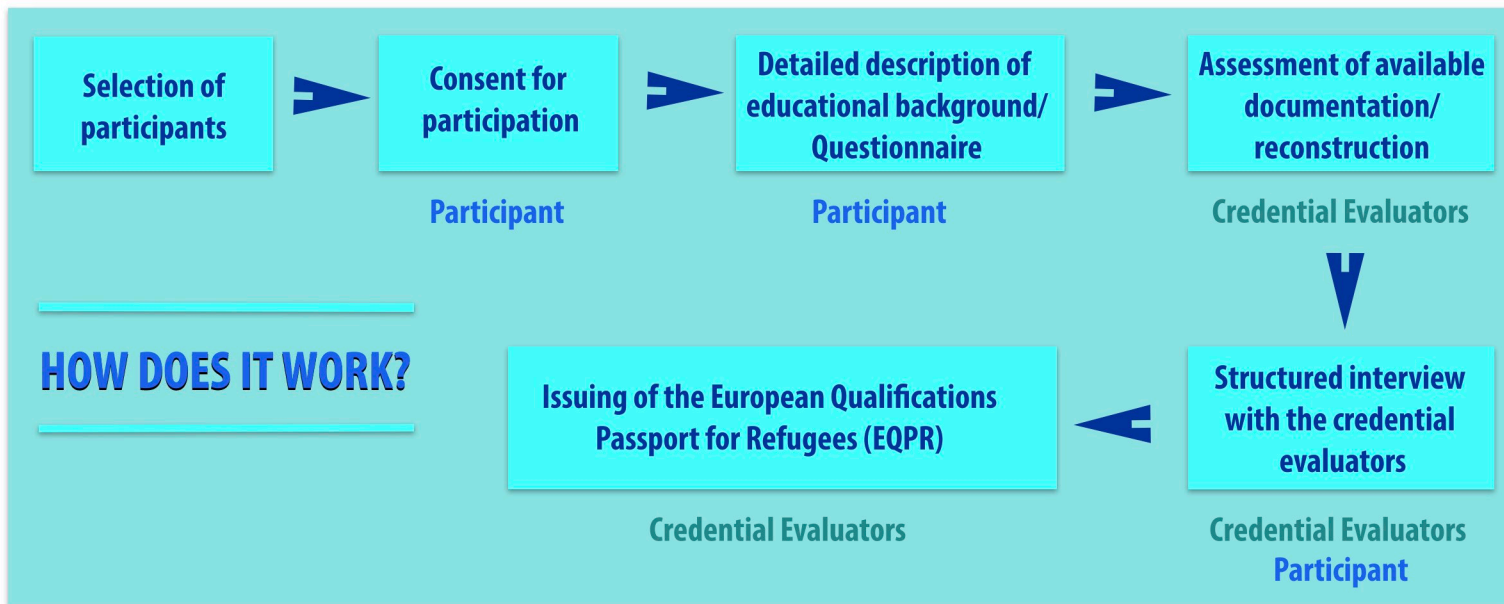 Selection of
participants
Consent for
participation
Participant
Detailed description of
educational background/
Questionnaire
Participant
Assessment of available
documentation/
reconstruction
Credential Evaluators
HOW DOES IT WORK?
Structured interview
with the credential
evaluators
Credential Evaluators
Participant
Issuing of the European Qualifications
Passport for Refugees (EQPR)
Credential Evaluators